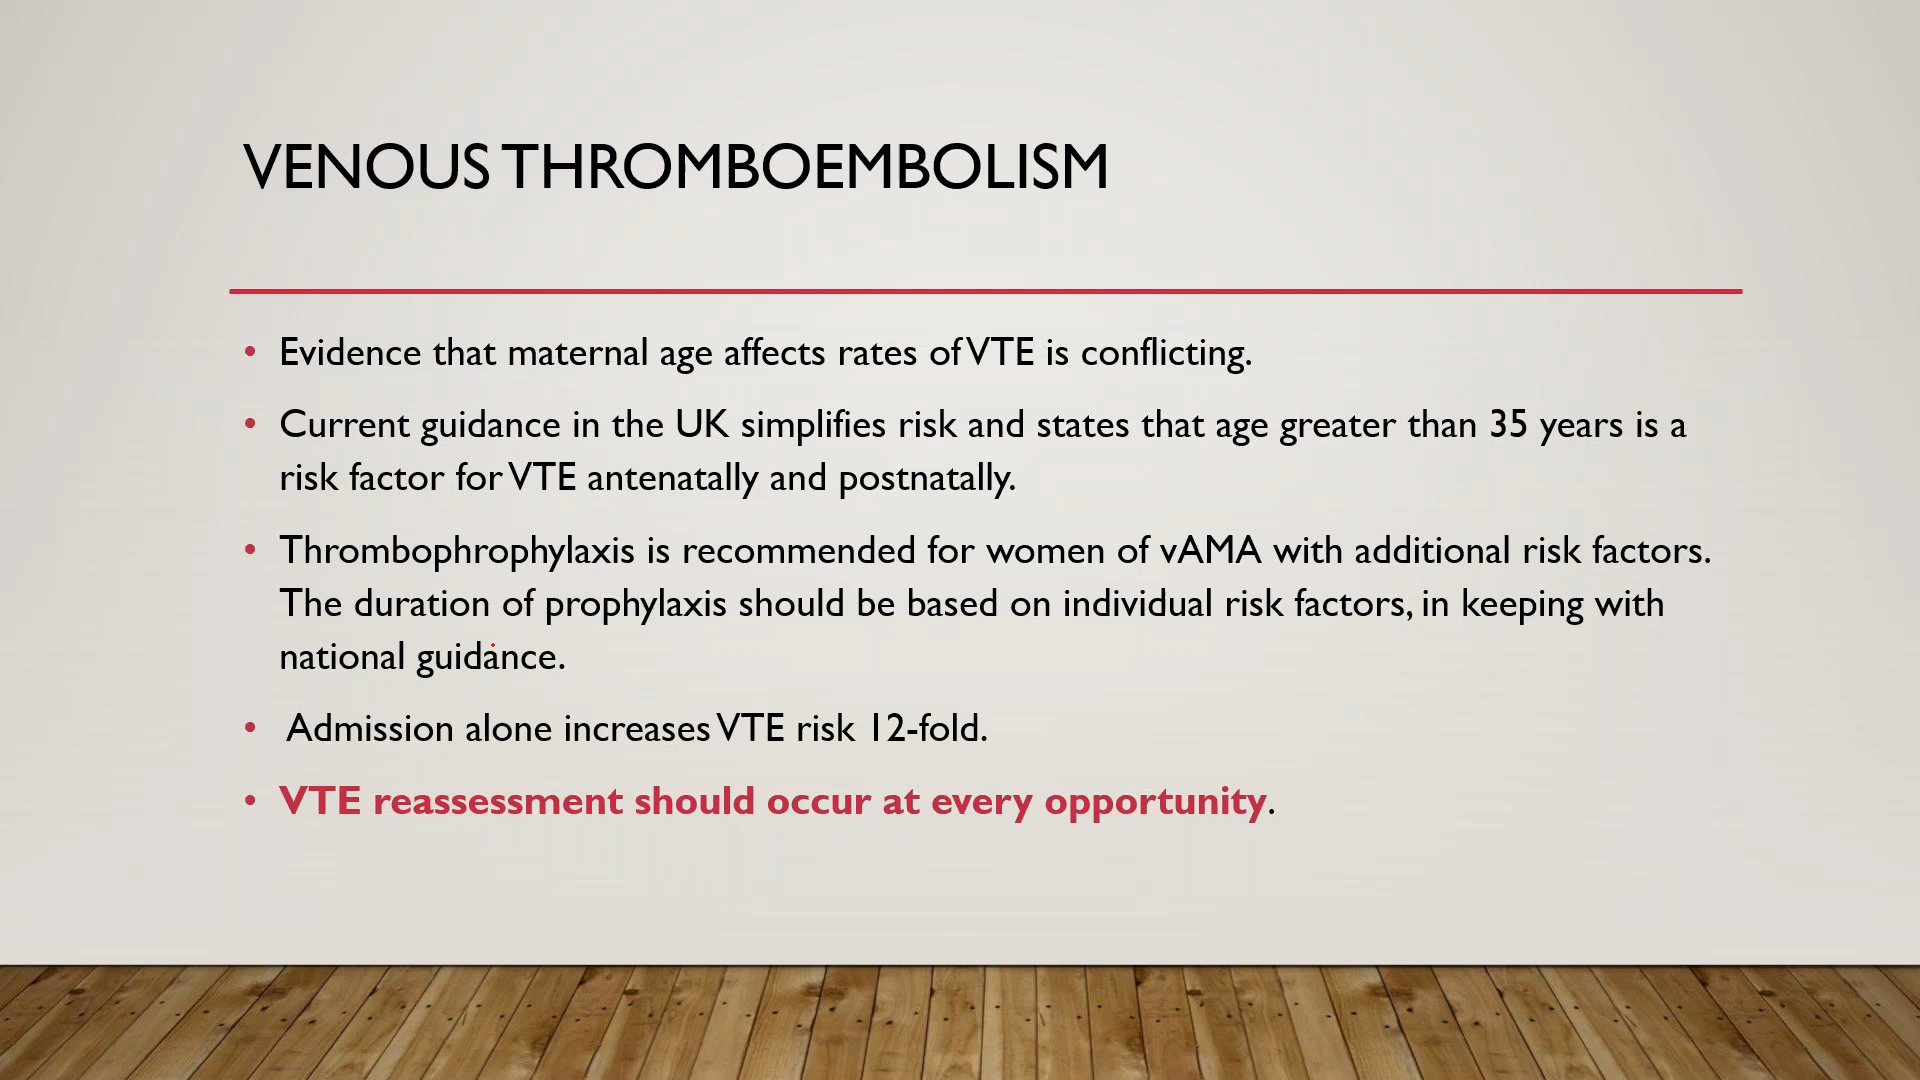 VENOUS THROMBOEMBOLISM
• Evidence that maternal age affects rates of VTE is conflicting.
• Current guidance in the UK simplifies risk and states that age greater than 35 years is a
risk factor for VTE antenatally and postnatally.
• Thrombophrophylaxis is recommended for women of vAMA with additional risk factors.
The duration of prophylaxis should be based on individual risk factors, in keeping with
national guidance.
• Admission alone increases VTE risk 12-fold.
• VTE reassessment should occur at every opportunity.